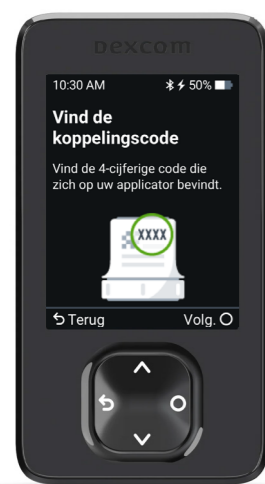 Dexcom
10:30 AM 50%
Vind de
koppelingscode
Vind de 4-cijferige code die
zich op uw applicator bevindt.
XXXX
Terug Volg.